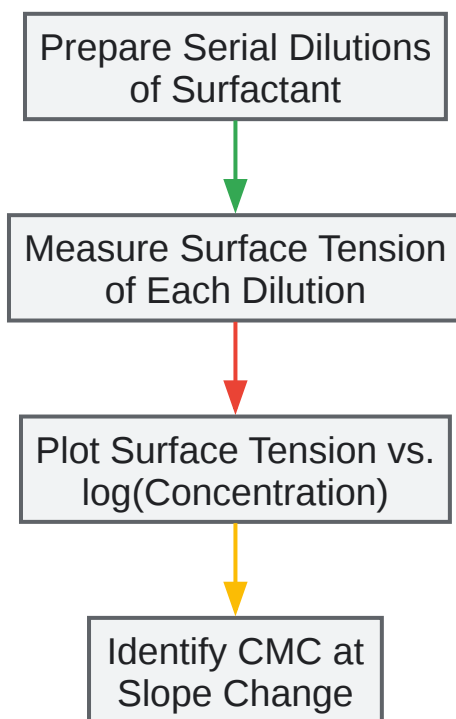 Prepare Serial Dilutions
of Surfactant
Measure Surface Tension
of Each Dilution
Plot Surface Tension vs.
log(Concentration)
Identify CMC at
Slope Change